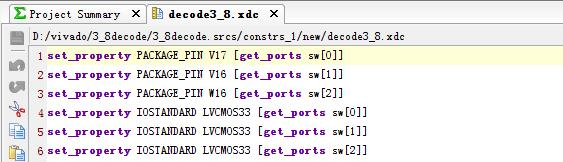 Project Summary × decode3_8.xdc ×
D:/vivado/3_8decode/3_8decode.srcs/constrs_1/new/decode3_8.xdc
1 set_property PACKAGE_PIN V17 [get_ports sw[0]]
2 set_property PACKAGE_PIN V16 [get_ports sw[1]]
3 set_property PACKAGE_PIN W16 [get_ports sw[2]]
4 set_property IOSTANDARD LVCMOS33 [get_ports sw[0]]
5 set_property IOSTANDARD LVCMOS33 [get_ports sw[1]]
6 set_property IOSTANDARD LVCMOS33 [get_ports sw[2]]